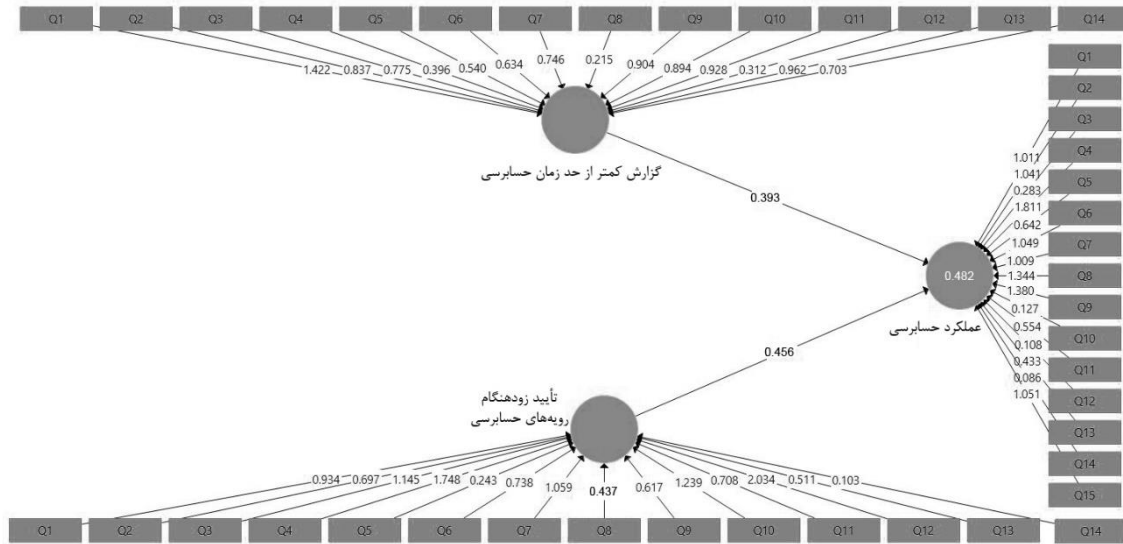 Q1 Q2 Q3 Q4 Q5 Q6 Q7 Q8 Q9 Q10 Q11 Q12 Q13 Q14
1.422 0.837 0.775 0.396 0.540 0.634 0.746 0.215 0.904 0.894 0.928 0.312 0.962 0.703
گزارش کمتر از حد زمان حسابرسی
0.393
Q1
Q2
Q3
Q4
Q5
Q6
Q7
Q8
Q9
Q10
Q11
Q12
Q13
Q14
Q15
1.011
1.041
0.283
1.811
0.642
1.049
1.009
1.344
1.380
0.127
0.554
0.108
0.433
0.086
1.051
0.482
عملکرد حسابرسی
0.456
تأیید زودهنگام
رویه‌های حسابرسی
0.934 0.697 1.145 1.748 0.243 0.738 1.059 0.437 0.617 1.239 0.708 2.034 0.511 0.103
Q1 Q2 Q3 Q4 Q5 Q6 Q7 Q8 Q9 Q10 Q11 Q12 Q13 Q14